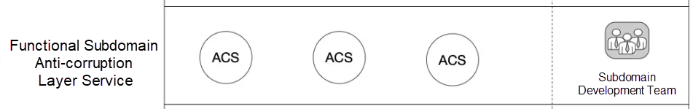 Functional Subdomain
Anti-corruption
Layer Service
ACS
ACS
ACS
Subdomain
Development Team